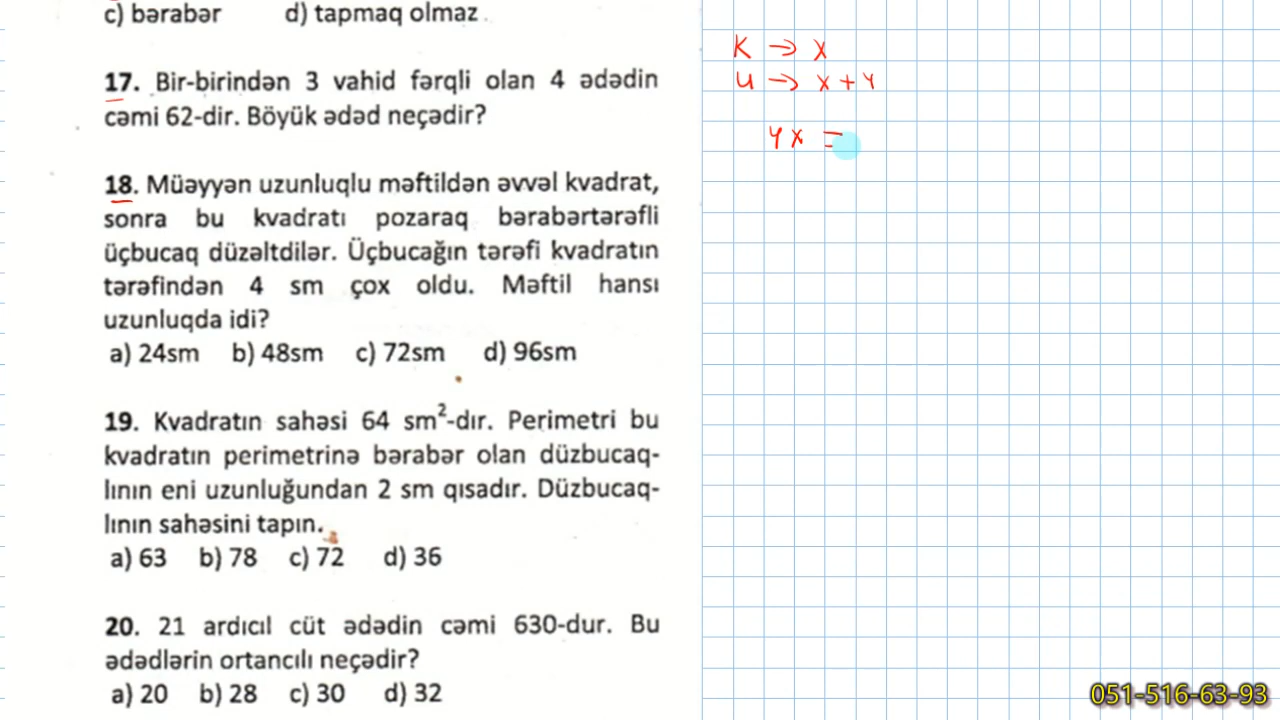 c) bərabər d) tapmaq olmaz
17. Bir-birindən 3 vahid fərqli olan 4 ədədin
cəmi 62-dir. Böyük ədəd neçədir?
18. Müəyyən uzunluqlu məftildən əvvəl kvadrat,
sonra bu kvadratı pozaraq bərabərtərəfli
üçbucaq düzəltdilər. Üçbucağın tərəfi kvadratın
tərəfindən 4 sm çox oldu. Məftil hansı
uzunluqda idi?
a) 24sm b) 48sm c) 72sm d) 96sm
19. Kvadratın sahəsi 64 sm²-dır. Perimetri bu
kvadratın perimetrinə bərabər olan düzbucaq-
lının eni uzunluğundan 2 sm qısadır. Düzbucaq-
lının sahəsini tapın.
a) 63 b) 78 c) 72 d) 36
20. 21 ardıcıl cüt ədədin cəmi 630-dur. Bu
ədədlərin ortancılı neçədir?
a) 20 b) 28 c) 30 d) 32
K → x
U → x + 4
4x =
051-516-63-93